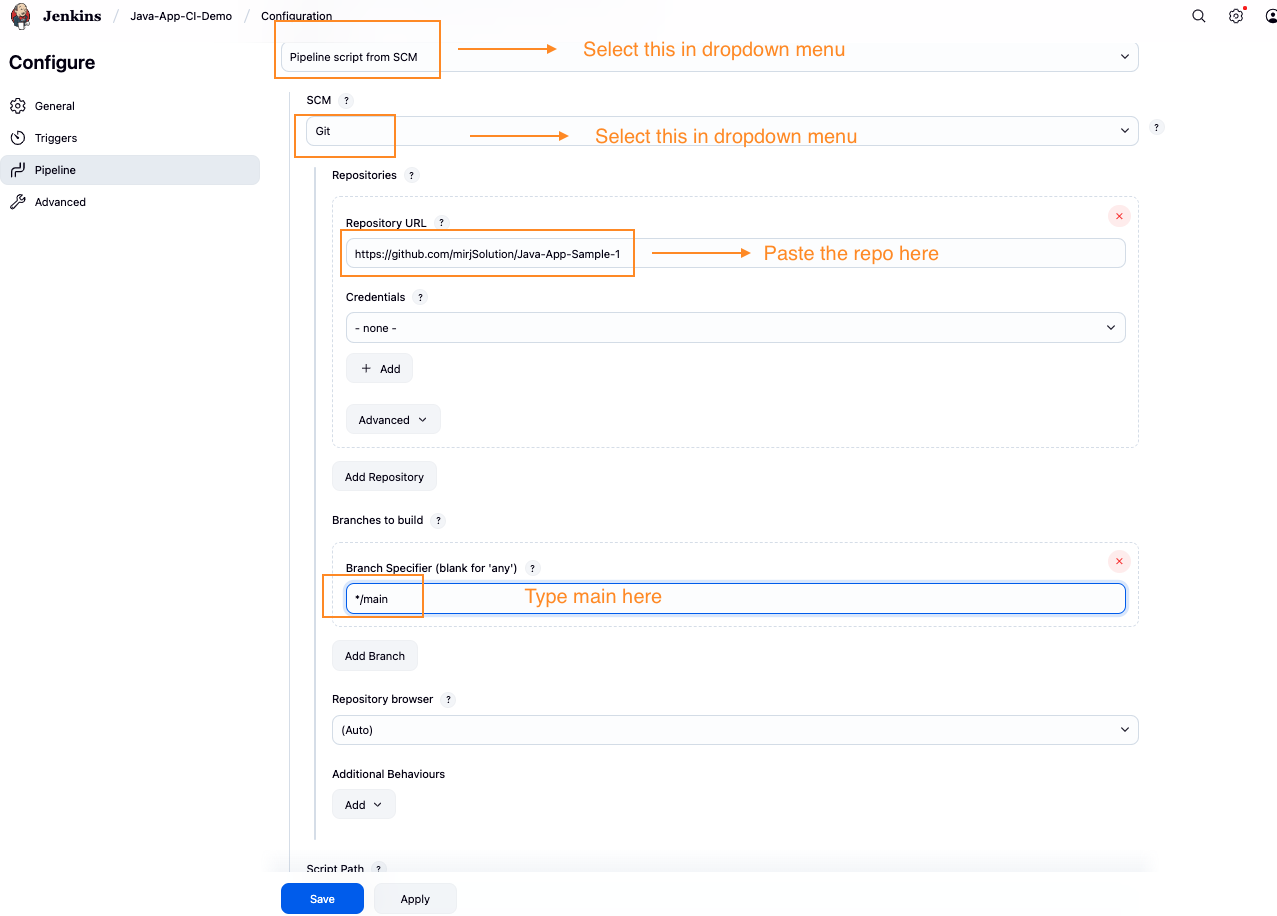 Jenkins / Java-App-CI-Demo / Configuration
Configure
General
Triggers
Pipeline
Advanced
Pipeline script from SCM Select this in dropdown menu
SCM ?
Git Select this in dropdown menu ?
Repositories ?
Repository URL ?
https://github.com/mirjSolution/Java-App-Sample-1 Paste the repo here
Credentials ?
- none -
+ Add
Advanced
Add Repository
Branches to build ?
Branch Specifier (blank for 'any') ?
*/main Type main here
Add Branch
Repository browser ?
(Auto)
Additional Behaviours
Add
Script Path ?
Save Apply